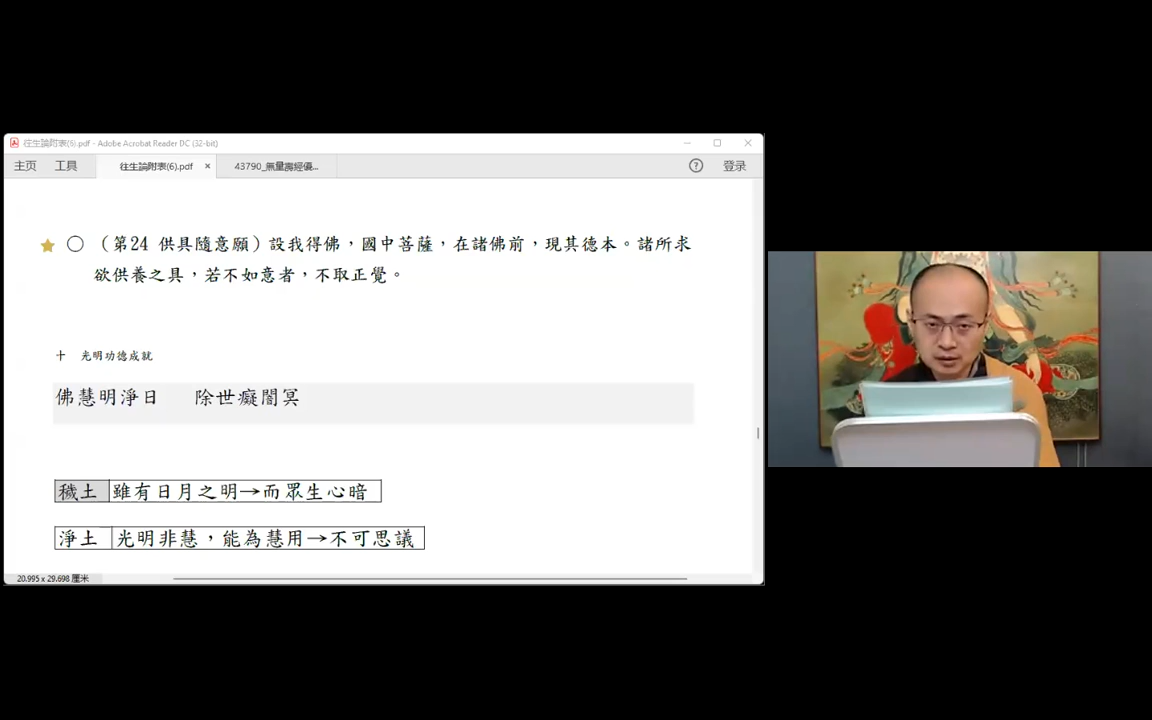 往生論附表(6).pdf - Adobe Acrobat Reader DC (32-bit)
主页 工具 往生論附表(6).pdf × 43790_無量壽經優... 登录
（第24 供具隨意願）設我得佛，國中菩薩，在諸佛前，現其德本。諸所求
欲供養之具，若不如意者，不取正覺。
十 光明功德成就
佛慧明淨日 除世癡闇冥
穢土 雖有日月之明→而眾生心暗
淨土 光明非慧，能為慧用→不可思議
20.995 x 29.698 厘米